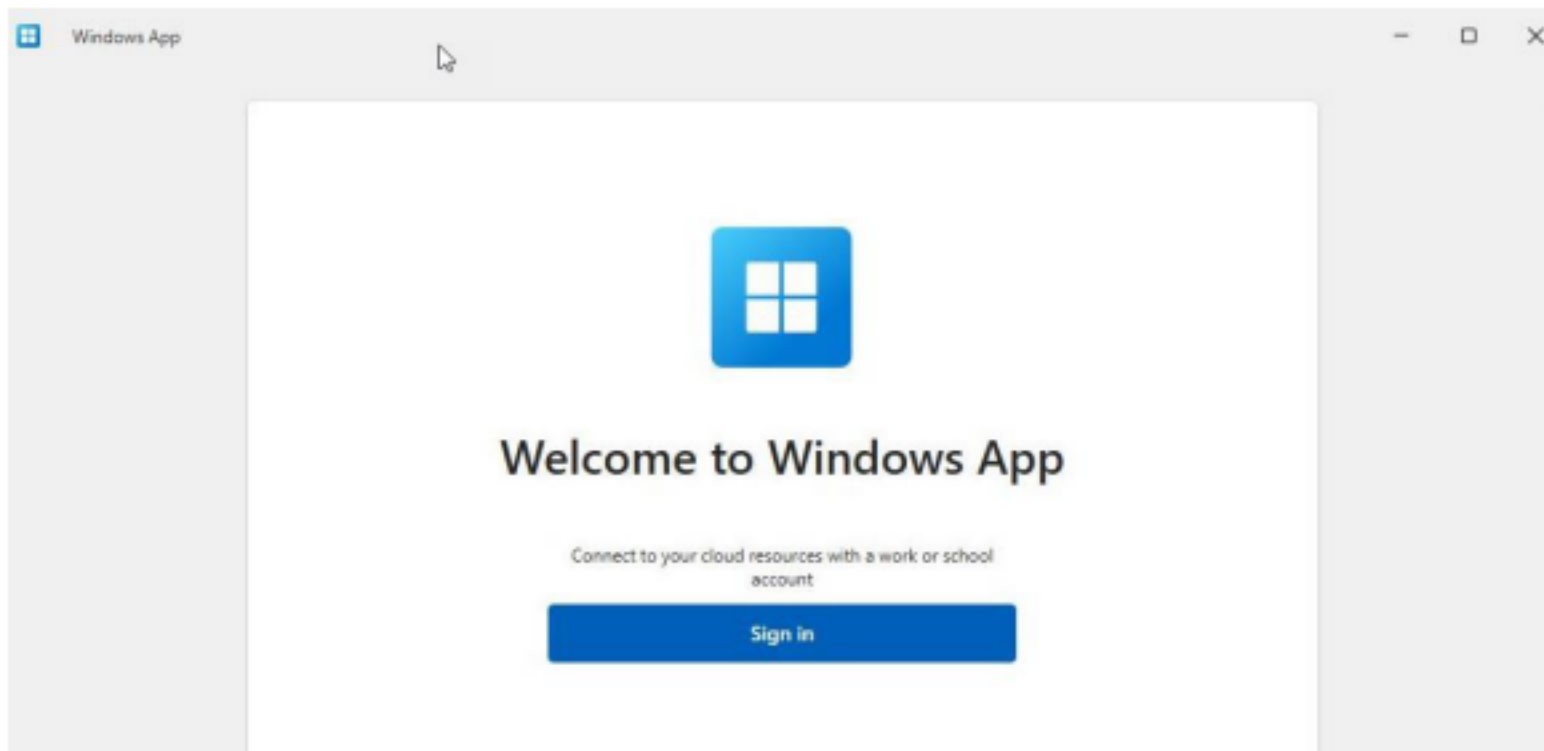 Windows App
Welcome to Windows App
Connect to your cloud resources with a work or school
account
Sign in